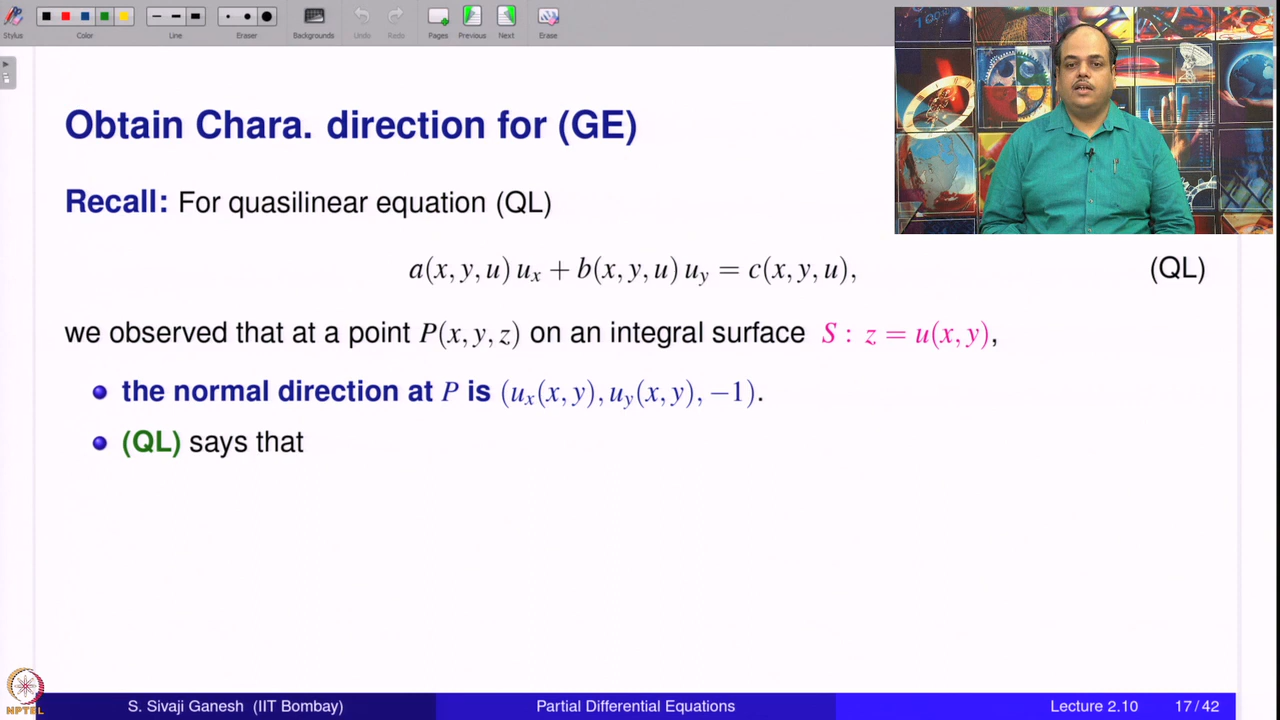 Stylus
Color
Line
Eraser
Backgrounds
Undo
Redo
Pages
Previous
Next
Erase
Obtain Chara. direction for (GE)
Recall: For quasilinear equation (QL)
a(x, y, u) u_x + b(x, y, u) u_y = c(x, y, u), (QL)
we observed that at a point P(x, y, z) on an integral surface S : z = u(x, y),
the normal direction at P is (u_x(x, y), u_y(x, y), −1).
(QL) says that
NPTEL
S. Sivaji Ganesh (IIT Bombay) Partial Differential Equations Lecture 2.10 17/42